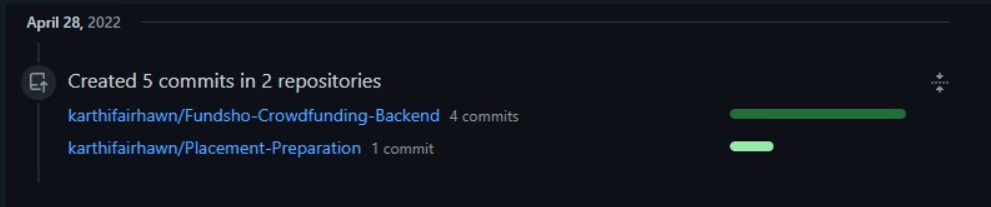 April 28, 2022
Created 5 commits in 2 repositories
karthifairhawn/Fundsho-Crowdfunding-Backend 4 commits
karthifairhawn/Placement-Preparation 1 commit